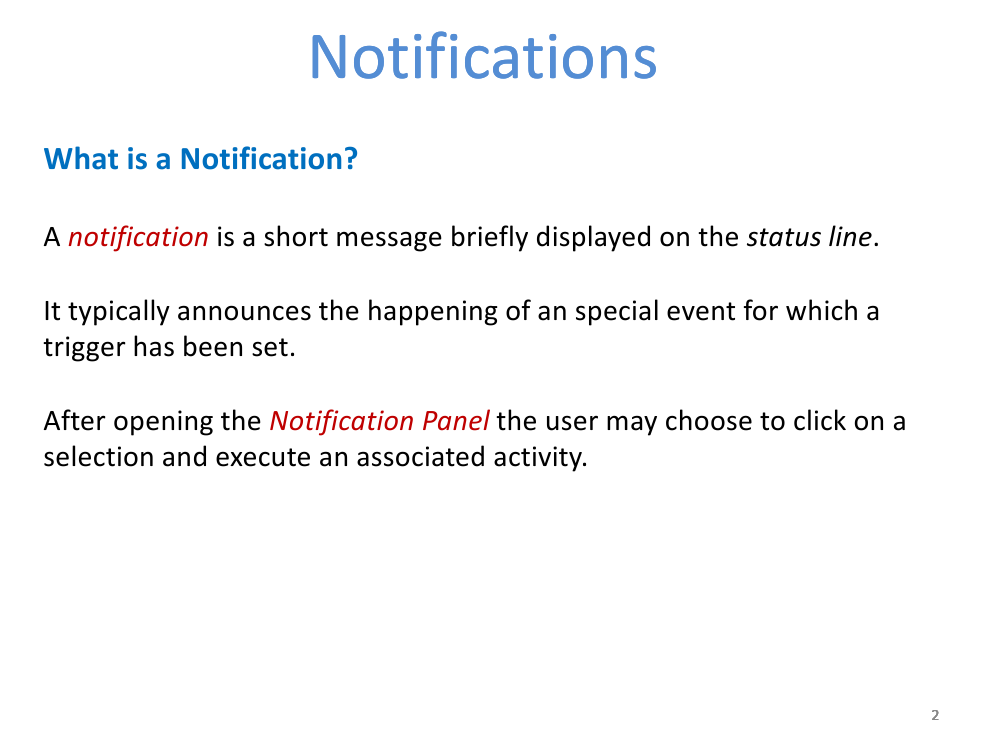 Notifications
What is a Notification?
A notification is a short message briefly displayed on the status line.
It typically announces the happening of an special event for which a
trigger has been set.
After opening the Notification Panel the user may choose to click on a
selection and execute an associated activity.
2